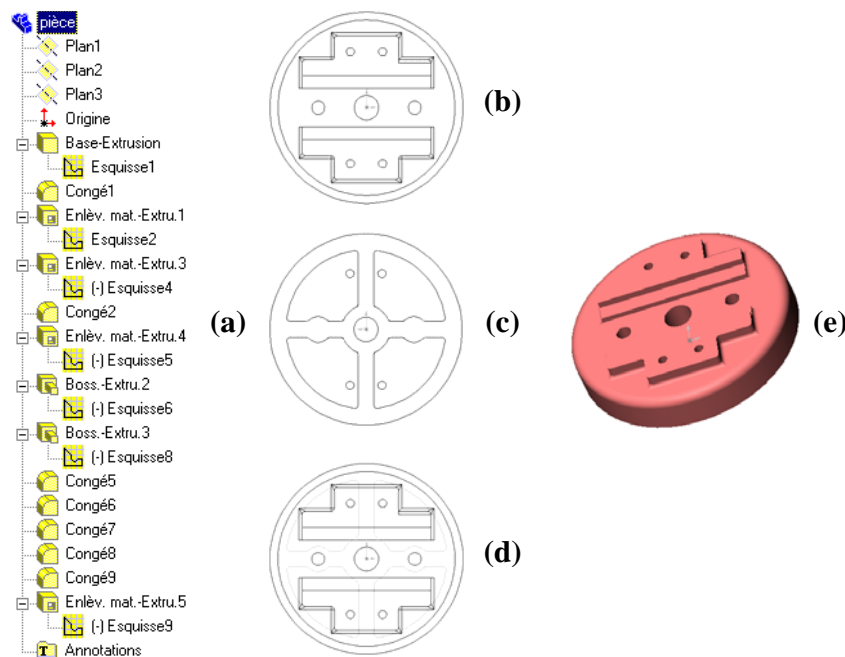 pièce
Plan1
Plan2
Plan3
Origine
Base-Extrusion
Esquisse1
Congé1
Enlèv. mat.-Extru.1
Esquisse2
Enlèv. mat.-Extru.3
(-) Esquisse4
Congé2
Enlèv. mat.-Extru.4
(-) Esquisse5
Boss.-Extru.2
(-) Esquisse6
Boss.-Extru.3
(-) Esquisse8
Congé5
Congé6
Congé7
Congé8
Congé9
Enlèv. mat.-Extru.5
(-) Esquisse9
T Annotations
(a)
(b)
(c)
(d)
(e)